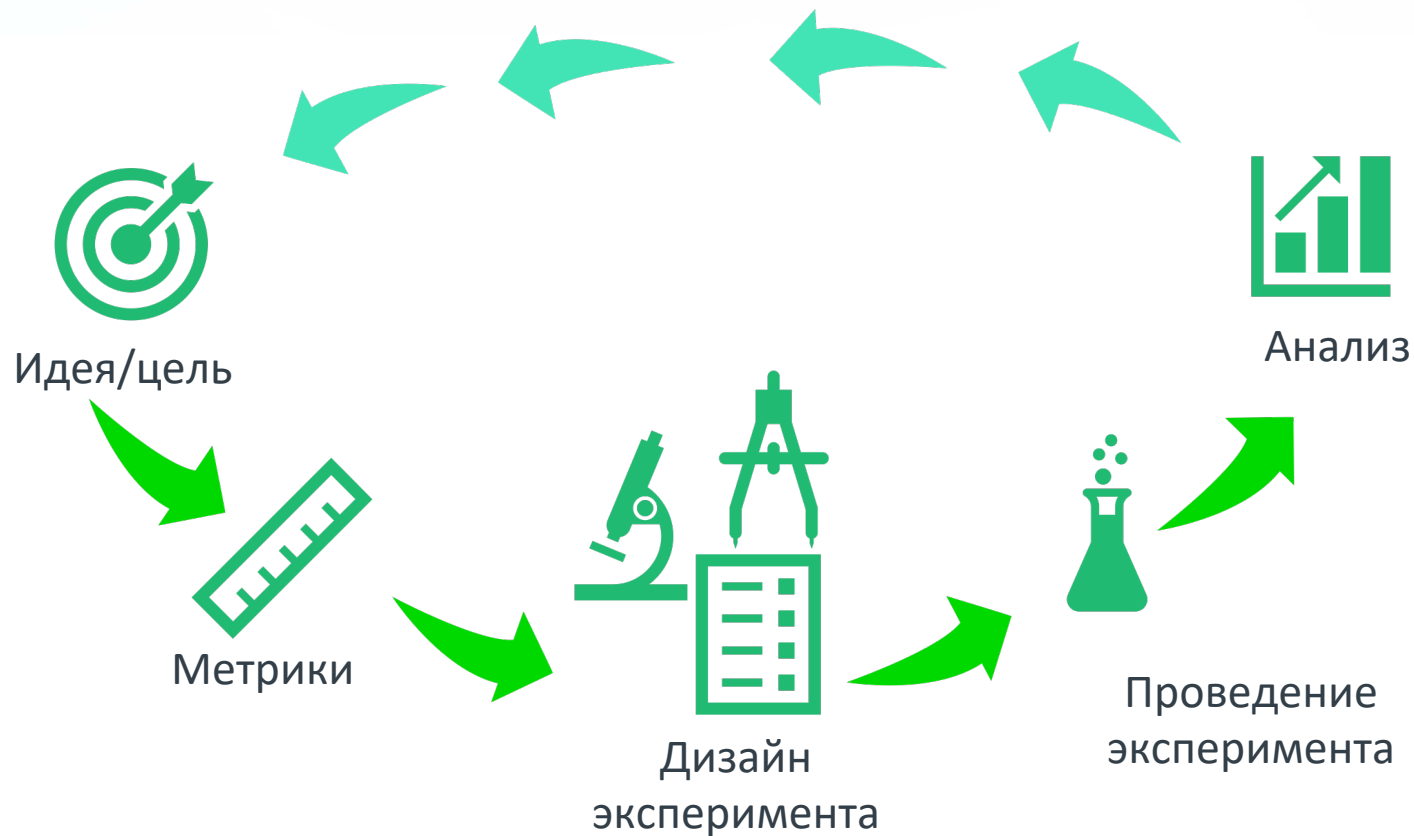 Идея/цель
Метрики
Дизайн
эксперимента
Проведение
эксперимента
Анализ